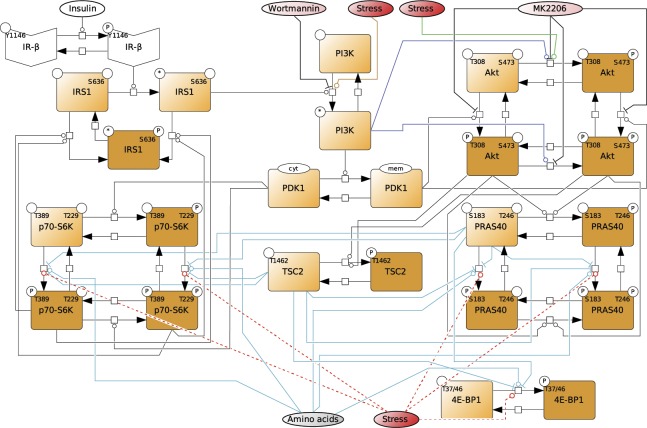 Insulin
Wortmannin
Stress
Stress
MK2206
Y1146
P
Y1146
IR-β
IR-β
PI3K
T308
S473
Akt
P
T308
S473
Akt
S636
IRS1
*
S636
IRS1
*
P
S636
IRS1
*
PI3K
P
T308
S473
Akt
P
P
T308
S473
Akt
cyt
PDK1
mem
PDK1
T389
T229
p70-S6K
P
T389
T229
p70-S6K
S183
T246
PRAS40
P
S183
T246
PRAS40
T1462
TSC2
P
T1462
TSC2
P
T389
T229
p70-S6K
P
P
T389
T229
p70-S6K
P
S183
T246
PRAS40
P
P
S183
T246
PRAS40
T37/46
4E-BP1
P
T37/46
4E-BP1
Amino acids
Stress